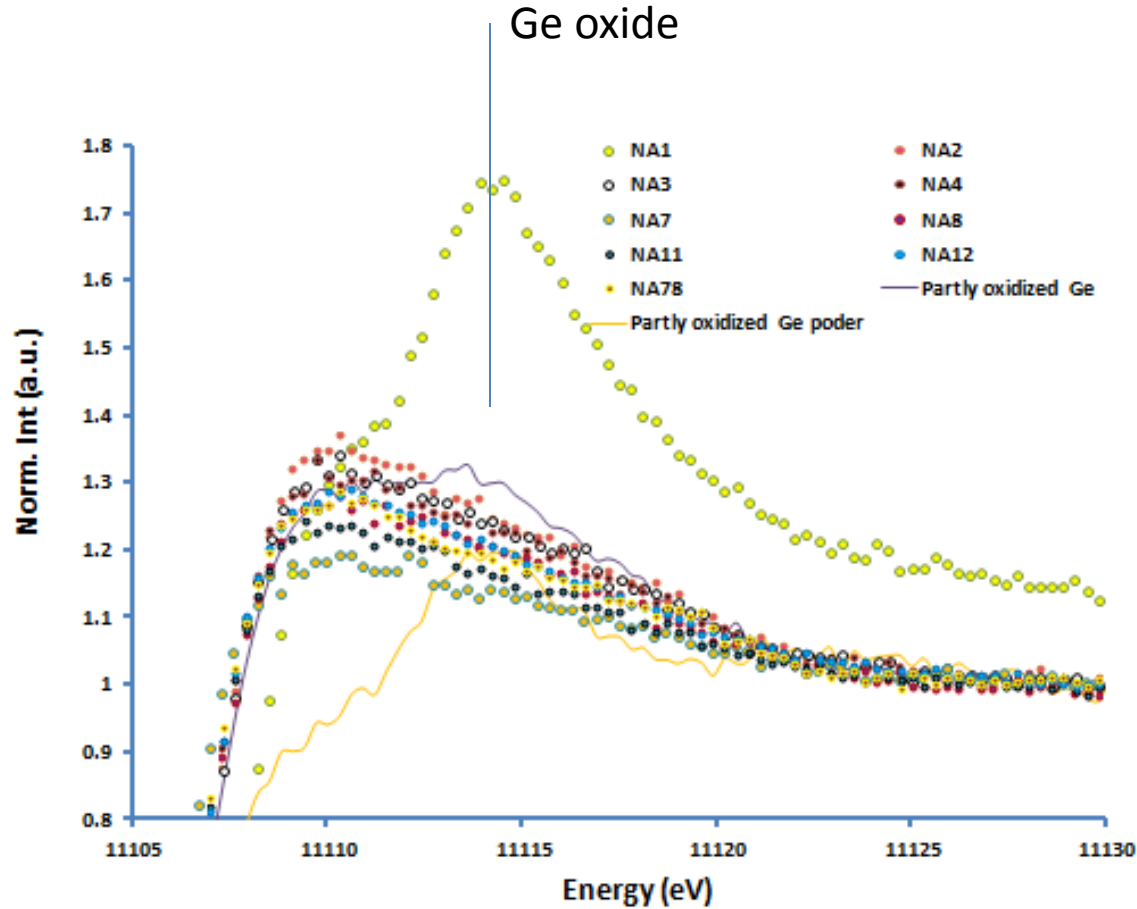 Ge oxide
1.8
1.7
1.6
1.5
1.4
1.3
1.2
1.1
1
0.9
0.8
Norm. Int (a.u.)
NA1 NA2
NA3 NA4
NA7 NA8
NA11 NA12
NA78 Partly oxidized Ge
Partly oxidized Ge poder
11105 11110 11115 11120 11125 11130
Energy (eV)